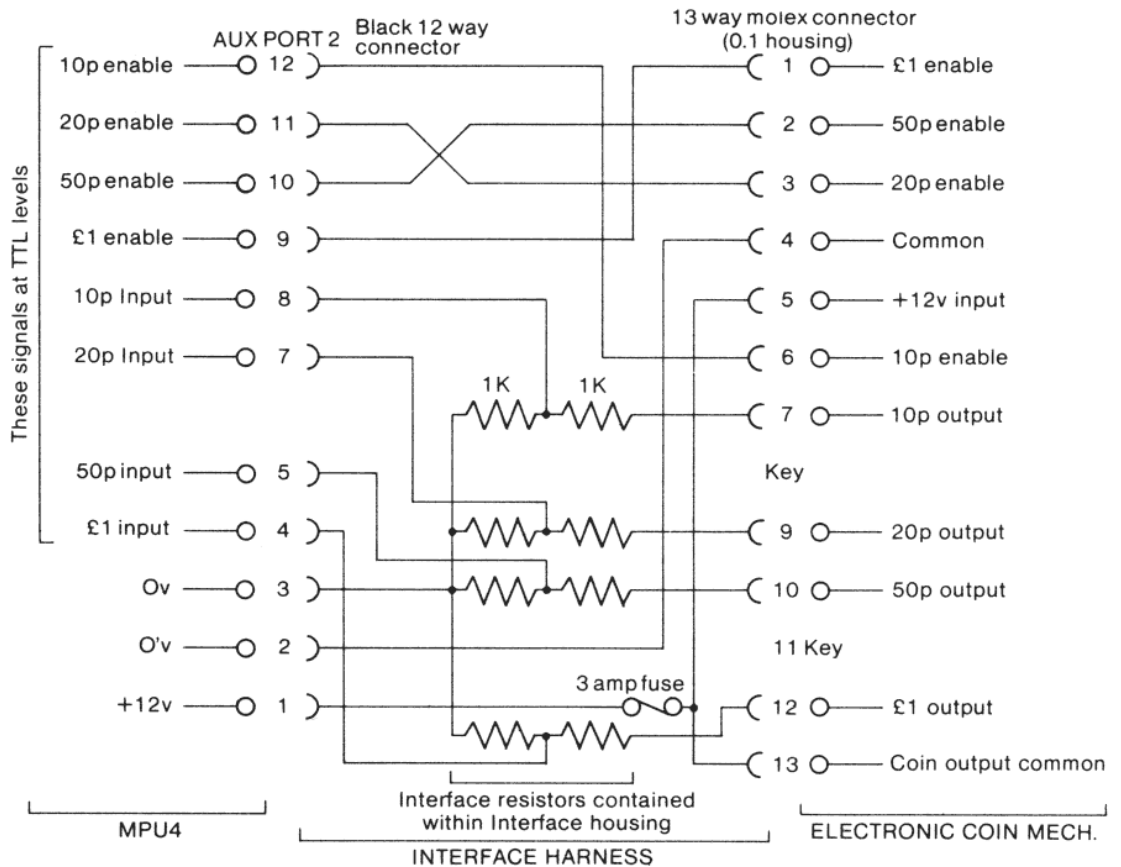 AUX PORT 2
Black 12 way
connector
13 way molex connector
(0.1 housing)
These signals at TTL levels
10p enable 12 1 £1 enable
20p enable 11 2 50p enable
50p enable 10 3 20p enable
£1 enable 9 4 Common
10p Input 8 5 +12v input
20p Input 7 6 10p enable
1K 1K 7 10p output
50p input 5 Key
£1 input 4 9 20p output
Ov 3 10 50p output
O'v 2 11 Key
+12v 1 3 amp fuse 12 £1 output
13 Coin output common
Interface resistors contained
within Interface housing
MPU4
INTERFACE HARNESS
ELECTRONIC COIN MECH.